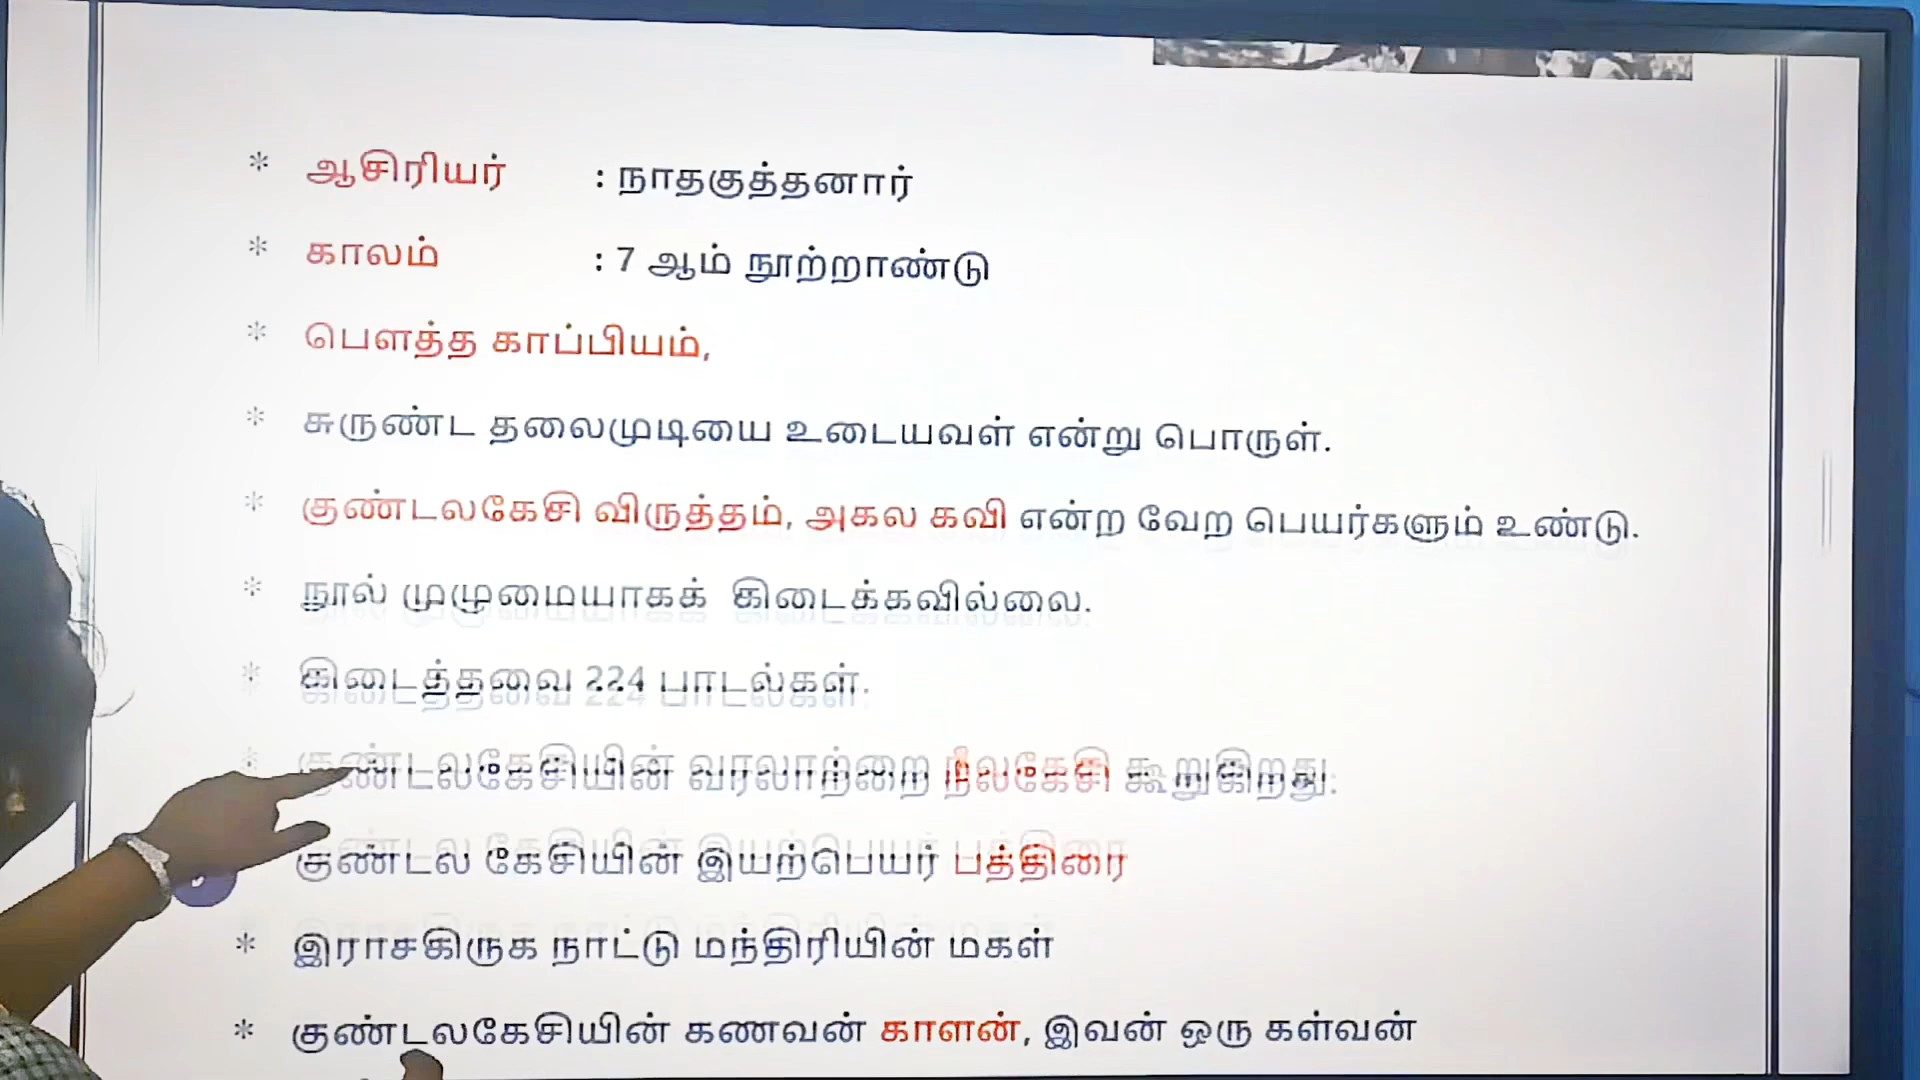 * ஆசிரியர் : நாதகுத்தனார்
* காலம் : 7 ஆம் நூற்றாண்டு
* பௌத்த காப்பியம்,
* சுருண்ட தலைமுடியை உடையவள் என்று பொருள்.
* குண்டலகேசி விருத்தம், அகல கவி என்ற வேற பெயர்களும் உண்டு.
* நூல் முழுமையாகக் கிடைக்கவில்லை.
* கிடைத்தவை 224 பாடல்கள்.
* குண்டலகேசியின் வரலாற்றை நீலகேசி கூறுகிறது.
குண்டல கேசியின் இயற்பெயர் பத்திரை
* இராசகிருக நாட்டு மந்திரியின் மகள்
* குண்டலகேசியின் கணவன் காளன், இவன் ஒரு கள்வன்